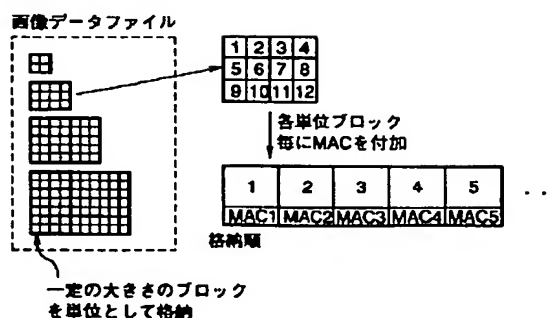 画像データファイル
1 2 3 4
5 6 7 8
9 10 11 12
各単位ブロック
毎にMACを付加
1 2 3 4 5 ・・
MAC1 MAC2 MAC3 MAC4 MAC5
格納順
一定の大きさのブロック
を単位として格納